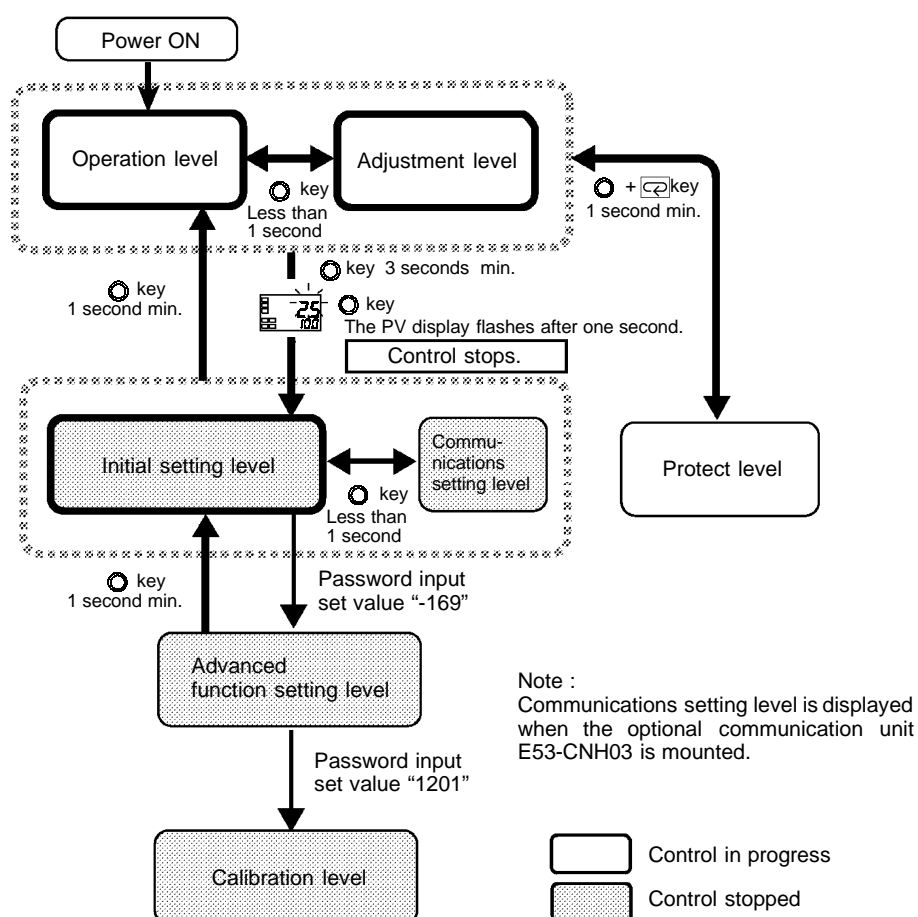 Power ON
Operation level
Adjustment level
key
Less than
1 second
+ key
1 second min.
key 3 seconds min.
key
1 second min.
25
100
key
The PV display flashes after one second.
Control stops.
Initial setting level
Commu-
nications
setting level
key
Less than
1 second
Protect level
key
1 second min.
Password input
set value “-169”
Advanced
function setting level
Note :
Communications setting level is displayed
when the optional communication unit
E53-CNH03 is mounted.
Password input
set value “1201”
Calibration level
Control in progress
Control stopped